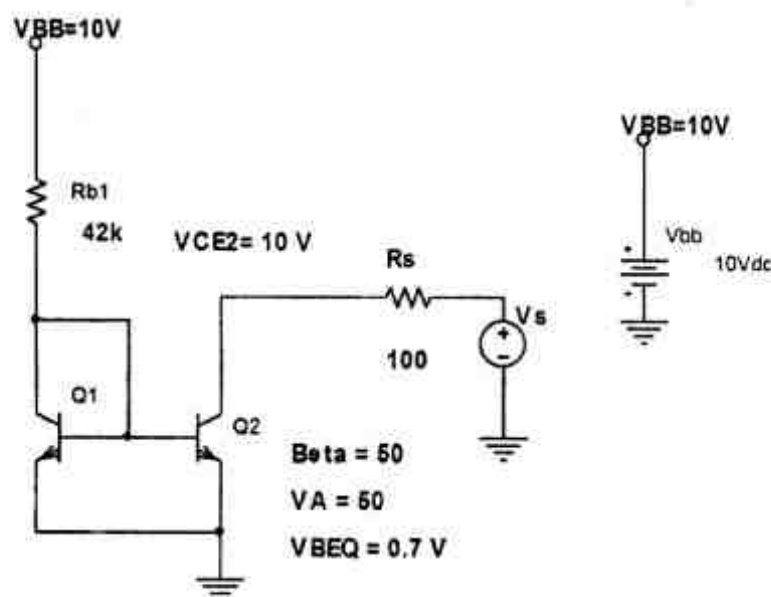 VBB=10V
VBB=10V
Rb1
42k
VCE2= 10 V
Rs
100
Vs
Vbb
10Vdc
Q1
Q2
Beta = 50
VA = 50
VBEQ = 0.7 V